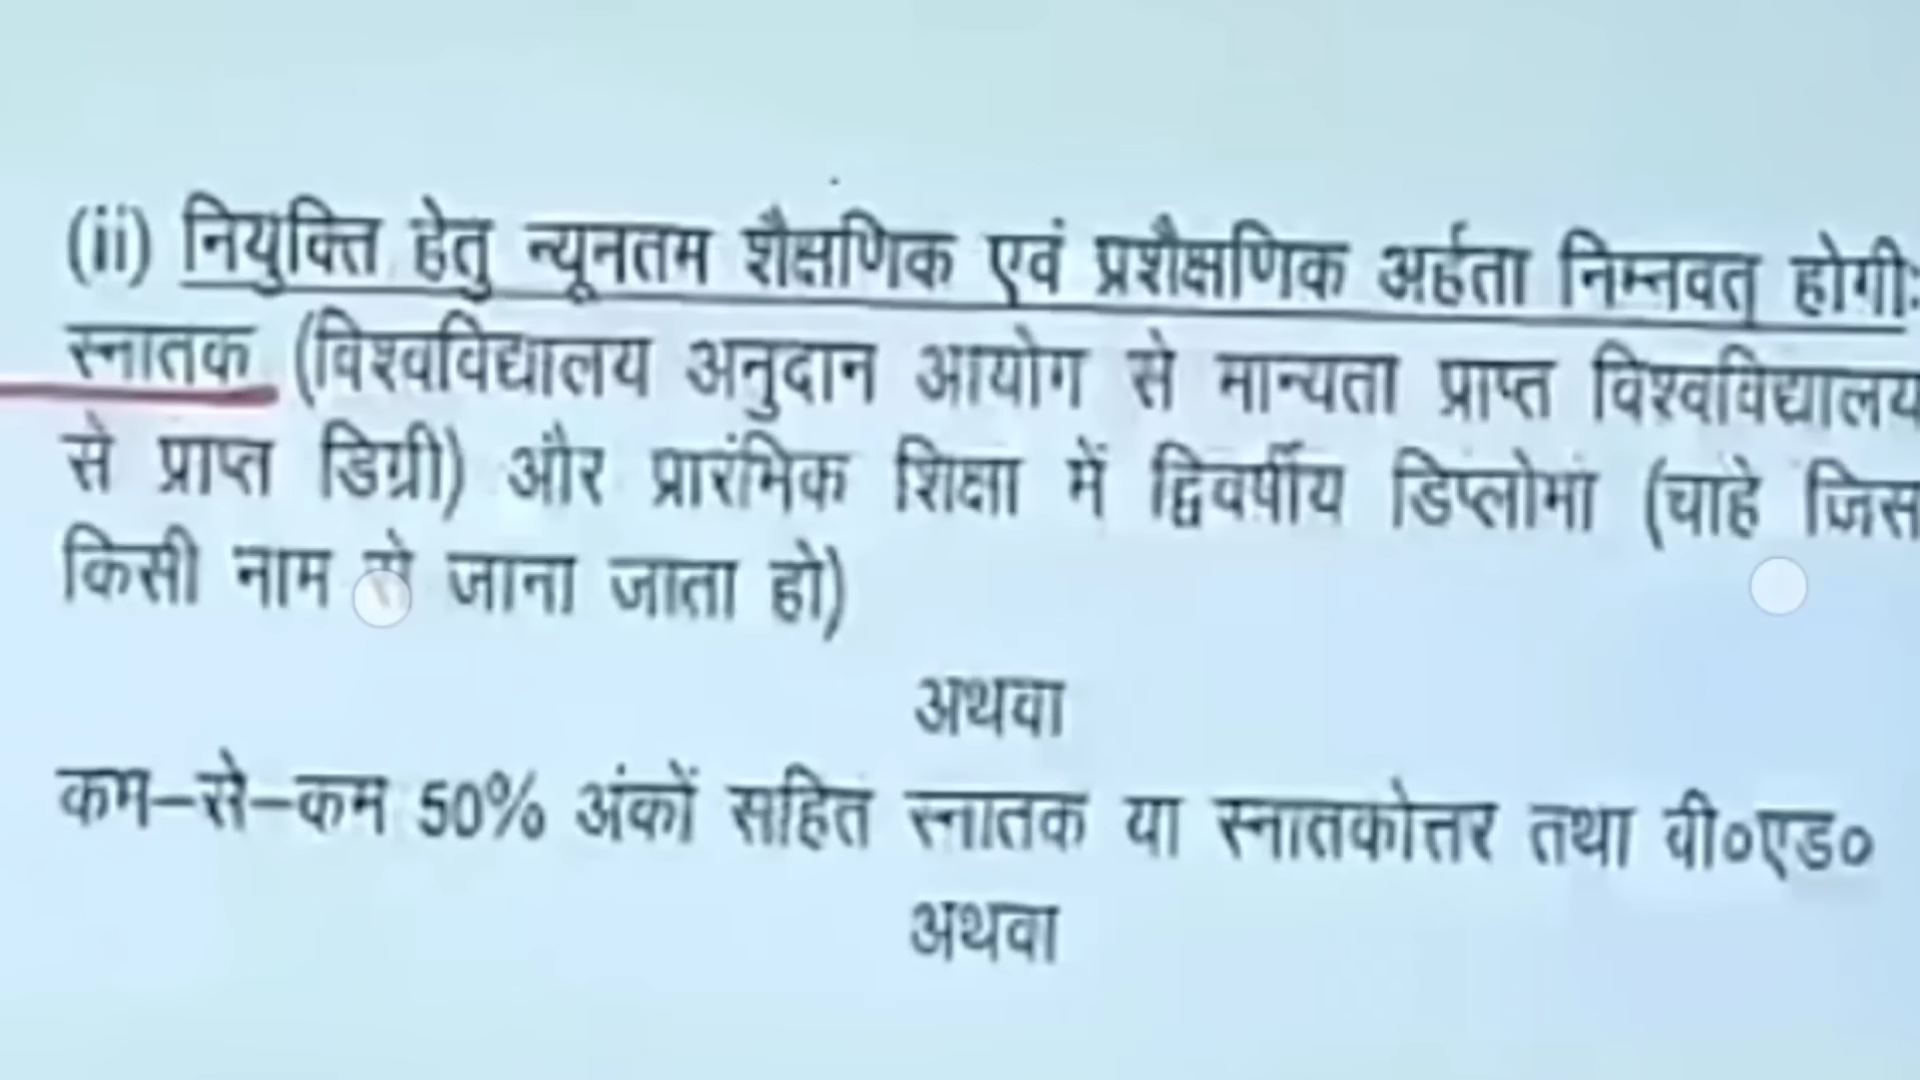 (ii) नियुक्ति हेतु न्यूनतम शैक्षणिक एवं प्रशैक्षणिक अर्हता निम्नवत् होगीः
स्नातक (विश्वविद्यालय अनुदान आयोग से मान्यता प्राप्त विश्वविद्यालय
से प्राप्त डिग्री) और प्रारंभिक शिक्षा में द्विवर्षीय डिप्लोमा (चाहे जिस
किसी नाम से जाना जाता हो)
अथवा
कम–से–कम 50% अंकों सहित स्नातक या स्नातकोत्तर तथा बी०एड०
अथवा